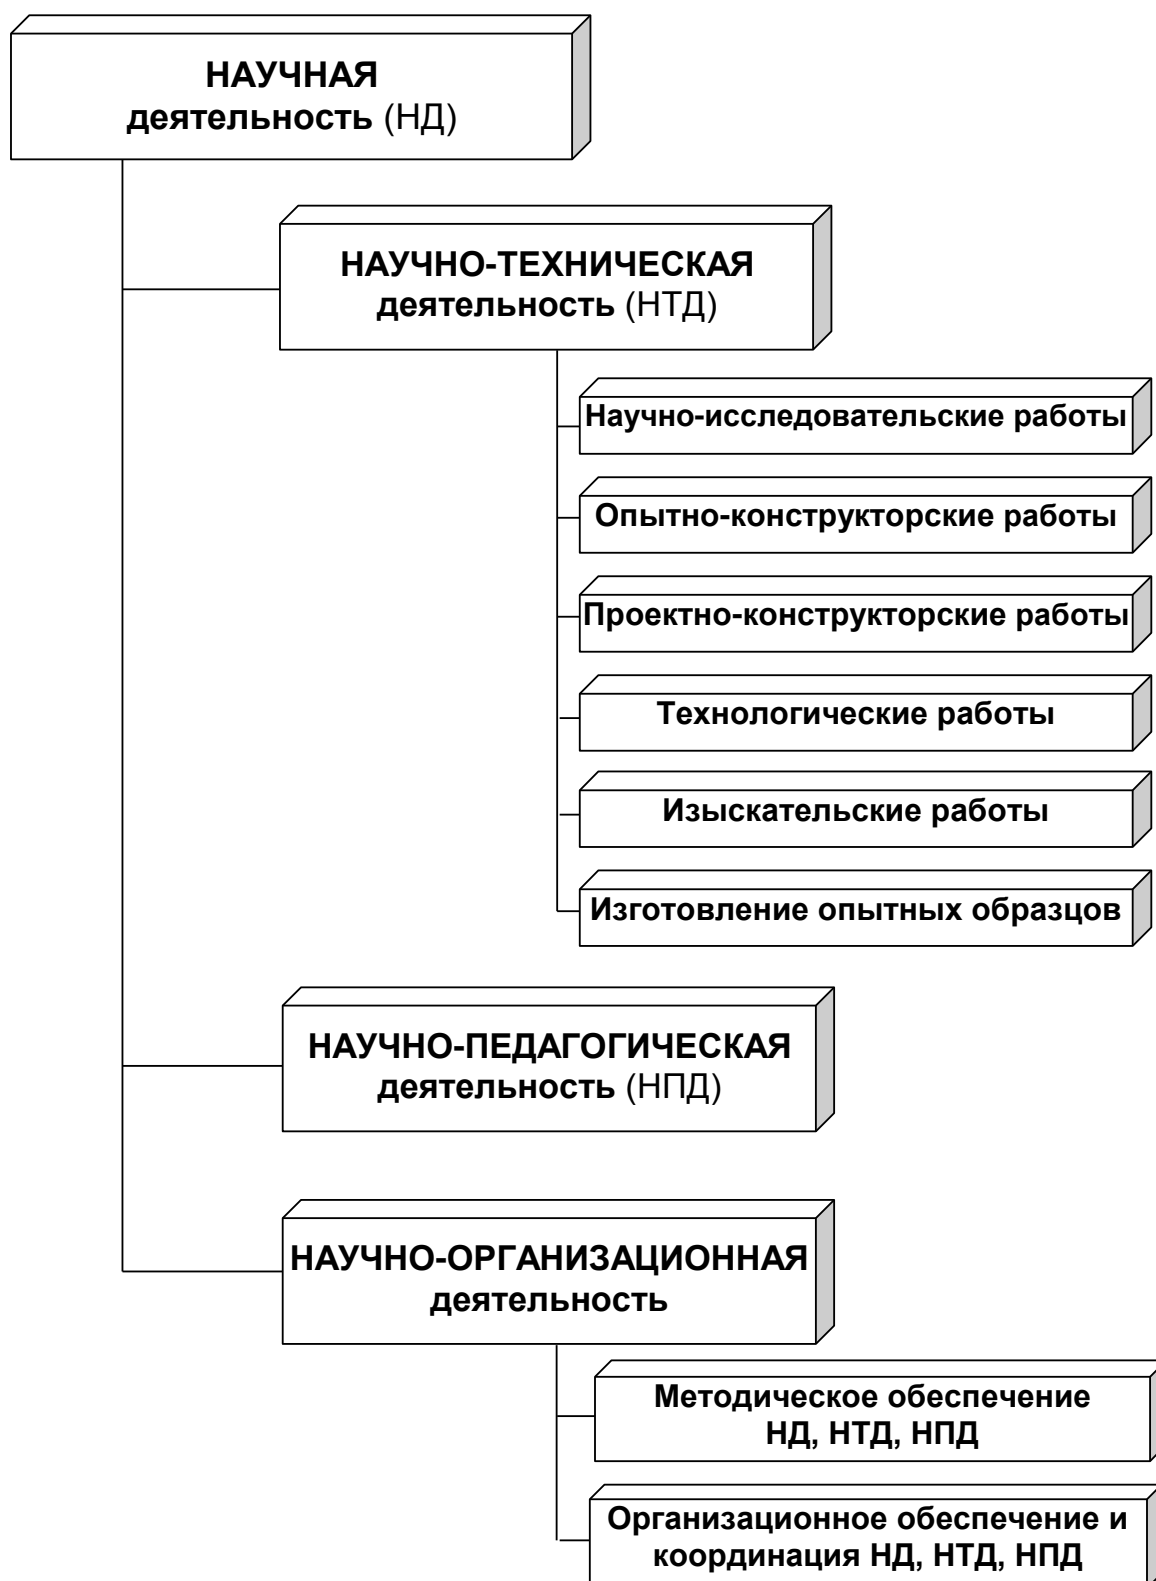 НАУЧНАЯ
деятельность (НД)
НАУЧНО-ТЕХНИЧЕСКАЯ
деятельность (НТД)
Научно-исследовательские работы
Опытно-конструкторские работы
Проектно-конструкторские работы
Технологические работы
Изыскательские работы
Изготовление опытных образцов
НАУЧНО-ПЕДАГОГИЧЕСКАЯ
деятельность (НПД)
НАУЧНО-ОРГАНИЗАЦИОННАЯ
деятельность
Методическое обеспечение
НД, НТД, НПД
Организационное обеспечение и
координация НД, НТД, НПД